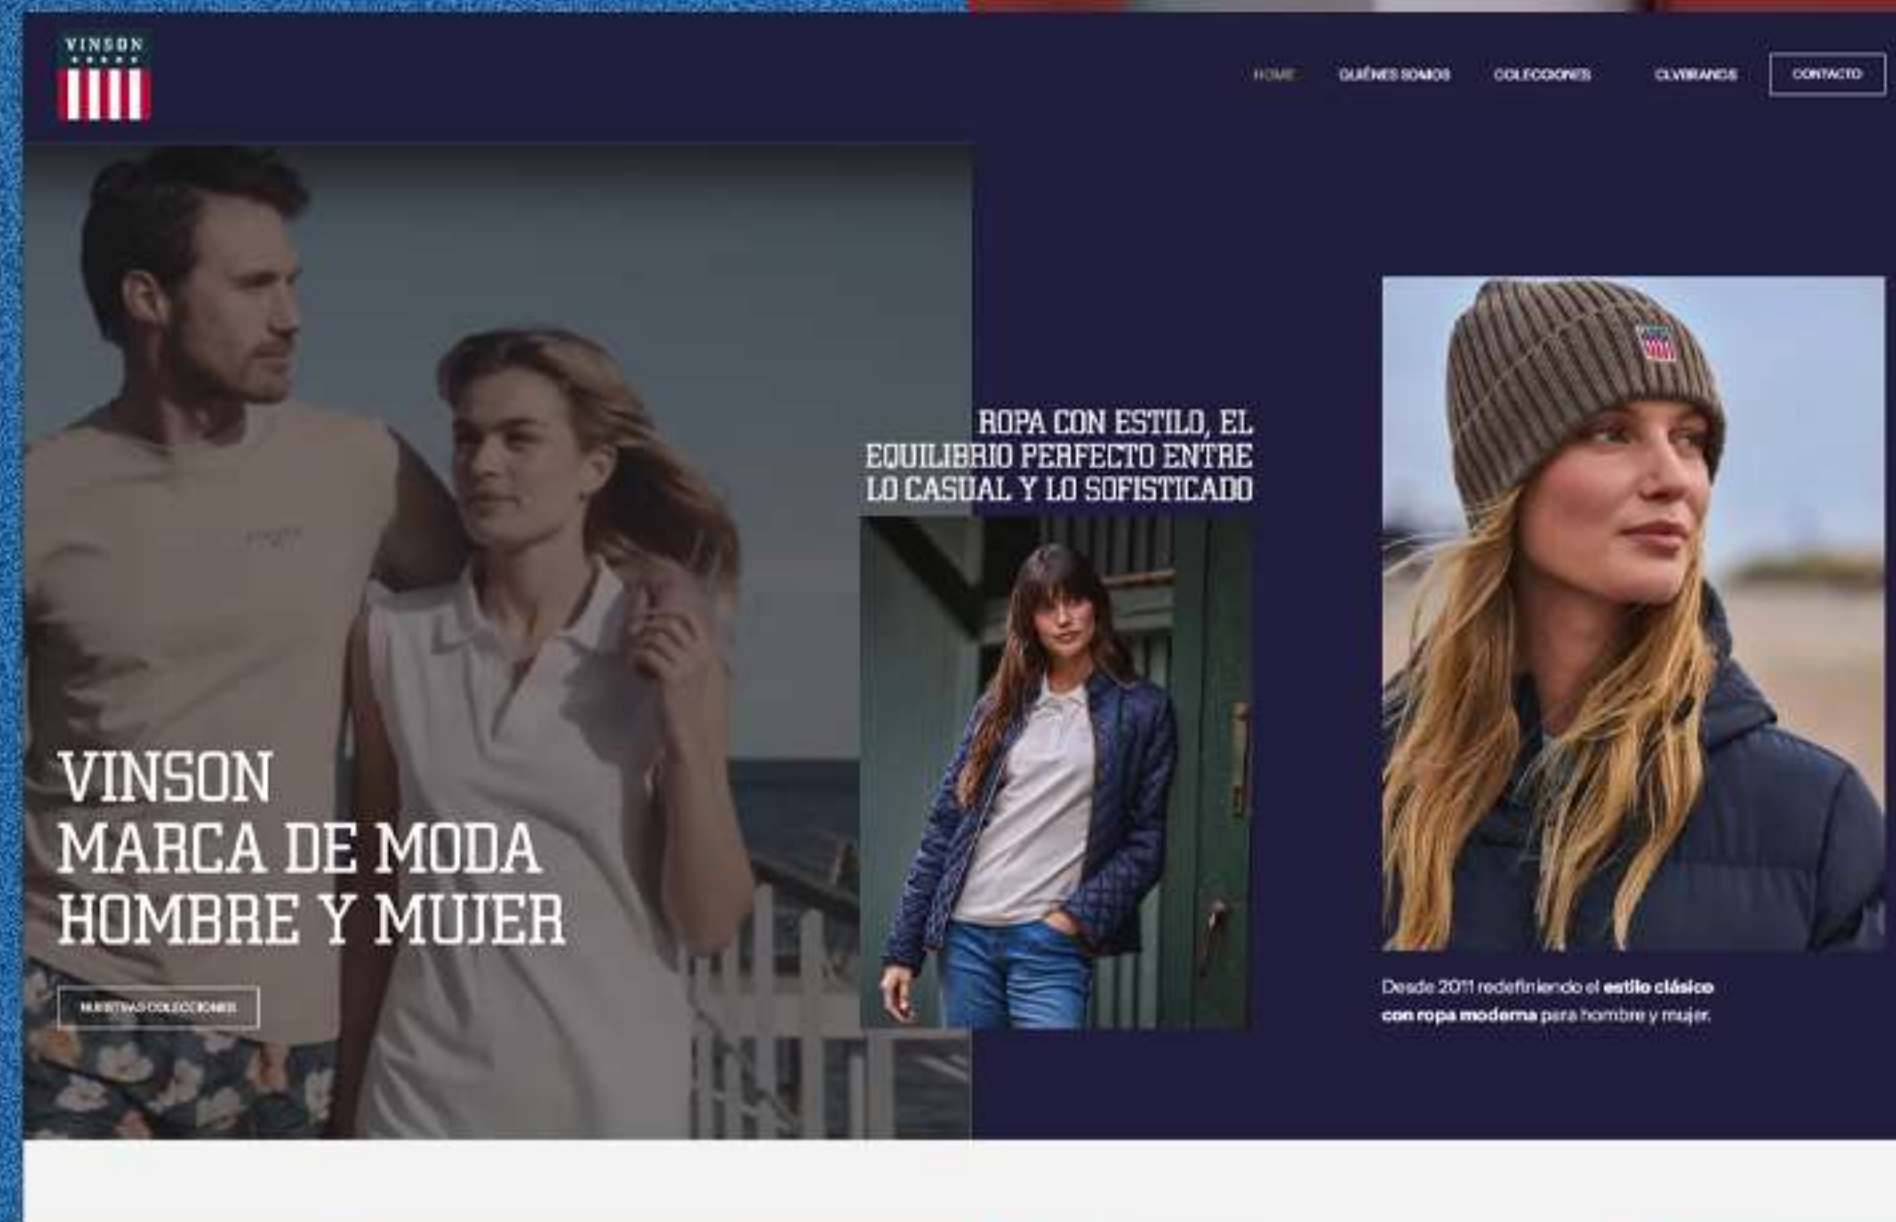 VINSON
HOME
QUIÉNES SOMOS
COLECCIONES
CLVBRANDS
CONTACTO
ROPA CON ESTILO, EL
EQUILIBRIO PERFECTO ENTRE
LO CASUAL Y LO SOFISTICADO
VINSON
MARCA DE MODA
HOMBRE Y MUJER
NUESTRAS COLECCIONES
Desde 2011 redefiniendo el estilo clásico
con ropa moderna para hombre y mujer.